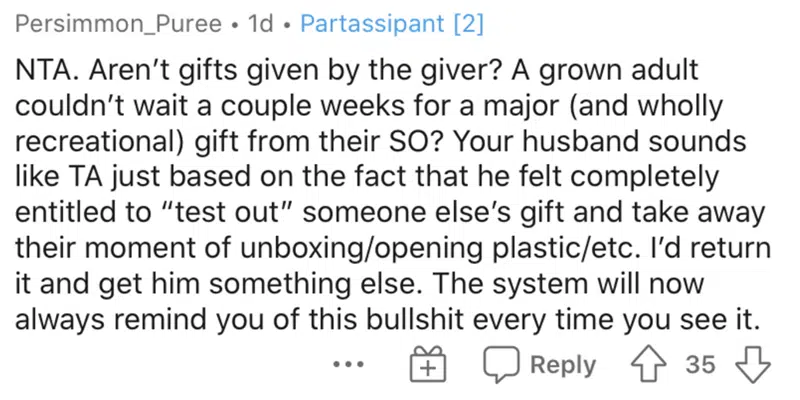 Persimmon_Puree • 1d • Partassipant [2]
NTA. Aren’t gifts given by the giver? A grown adult
couldn’t wait a couple weeks for a major (and wholly
recreational) gift from their SO? Your husband sounds
like TA just based on the fact that he felt completely
entitled to “test out” someone else’s gift and take away
their moment of unboxing/opening plastic/etc. I’d return
it and get him something else. The system will now
always remind you of this bullshit every time you see it.
Reply 35